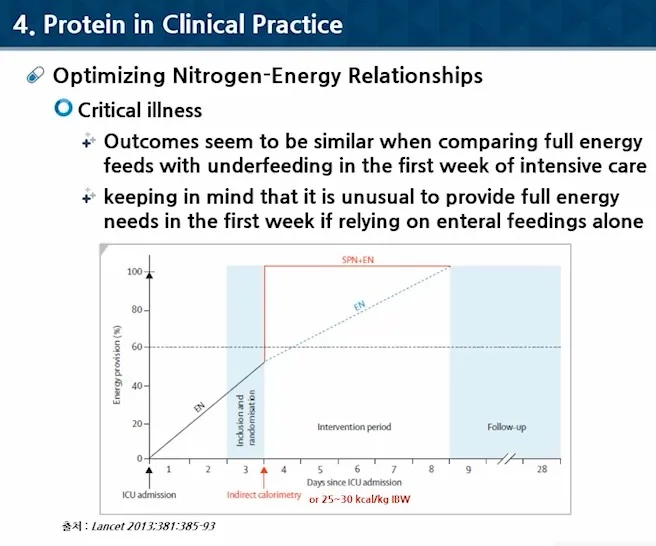 4. Protein in Clinical Practice
Optimizing Nitrogen-Energy Relationships
Critical illness
Outcomes seem to be similar when comparing full energy
feeds with underfeeding in the first week of intensive care
keeping in mind that it is unusual to provide full energy
needs in the first week if relying on enteral feedings alone
SPN+EN
100
80
60
40
20
0
Energy provision (%)
EN
EN
Inclusion and
randomisation
Intervention period
Follow-up
1 2 3 4 5 6 7 8 9 28
Days since ICU admission
ICU admission
Indirect calorimetry
or 25~30 kcal/kg IBW
출처 : Lancet 2013;381:385-93